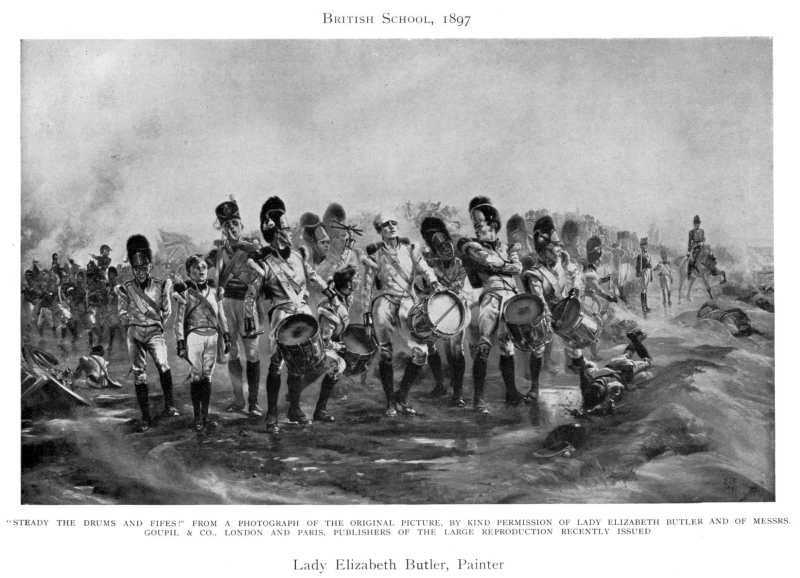 British School, 1897
"STEADY THE DRUMS AND FIFES!" FROM A PHOTOGRAPH OF THE ORIGINAL PICTURE, BY KIND PERMISSION OF LADY ELIZABETH BUTLER AND OF MESSRS.
GOUPIL & CO., LONDON AND PARIS, PUBLISHERS OF THE LARGE REPRODUCTION RECENTLY ISSUED
Lady Elizabeth Butler, Painter